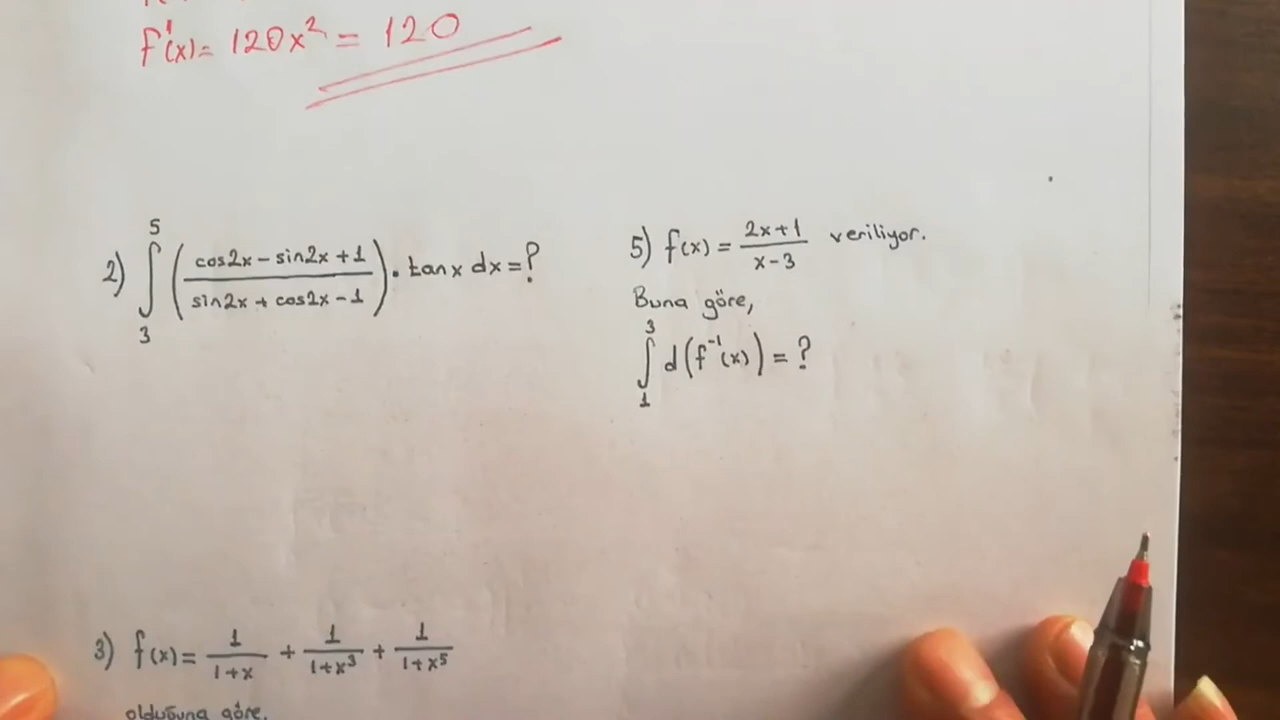 f'(x) = 120x² = 120
2) ∫₃⁵ ((cos2x - sin2x + 1)/(sin2x + cos2x - 1)) . tanx dx = ?
5) f(x) = (2x+1)/(x-3) veriliyor.
Buna göre,
∫₁³ d(f⁻¹(x)) = ?
3) f(x) = 1/(1+x) + 1/(1+x³) + 1/(1+x⁵)
olduğuna göre,